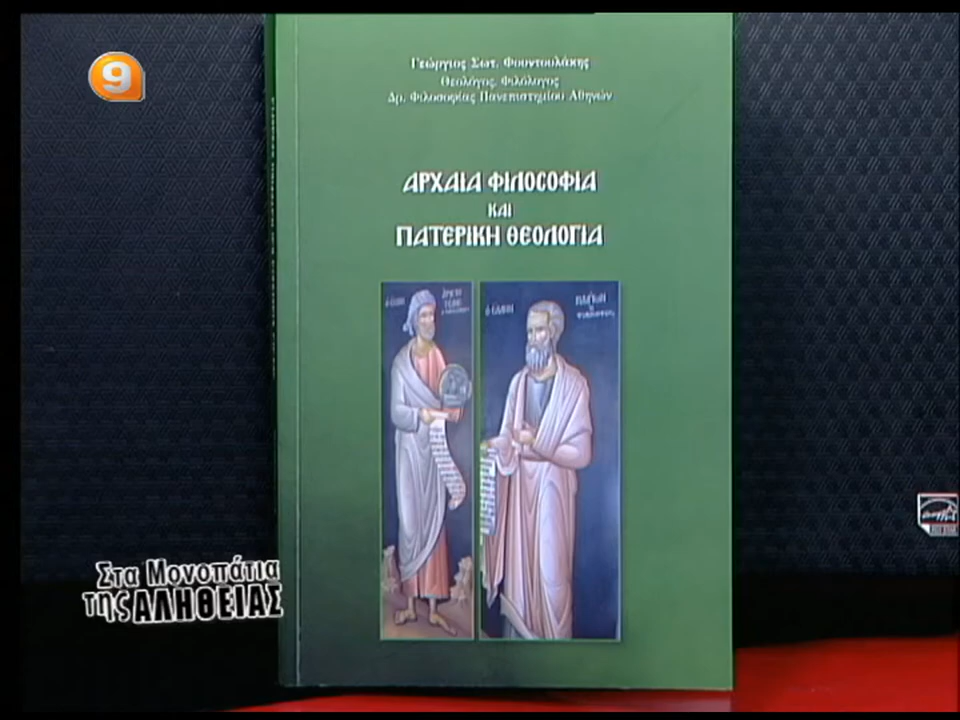 9
Γεώργιος Σωτ. Φουντουλάκης
Θεολόγος, Φιλόλογος
Δρ. Φιλοσοφίας Πανεπιστημίου Αθηνών
ΑΡΧΑΙΑ ΦΙΛΟΣΟΦΙΑ
ΚΑΙ
ΠΑΤΕΡΙΚΗ ΘΕΟΛΟΓΙΑ
Στα Μονοπάτια
της ΑΛΗΘΕΙΑΣ